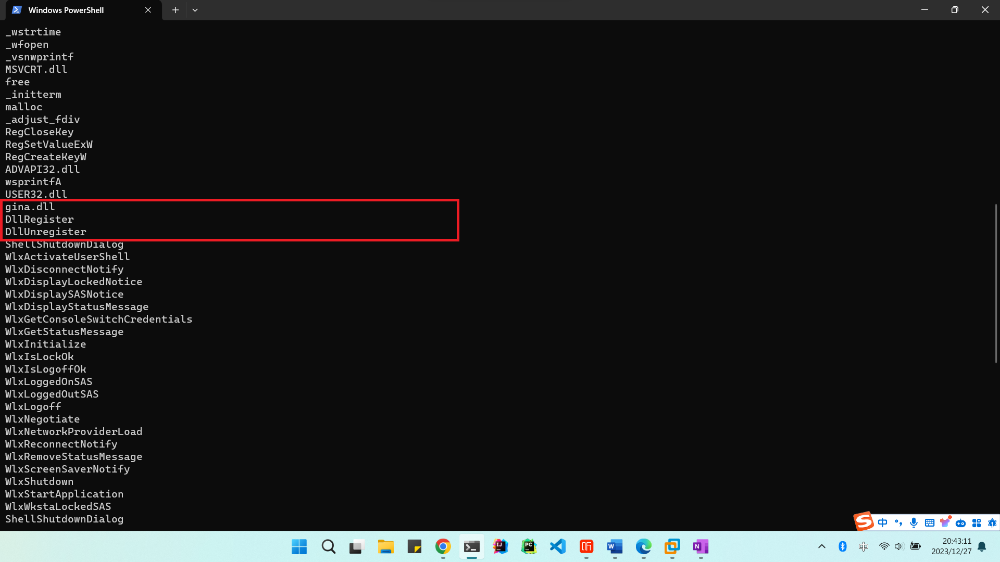 Windows PowerShell
_wstrtime
_wfopen
_vsnwprintf
MSVCRT.dll
free
_initterm
malloc
_adjust_fdiv
RegCloseKey
RegSetValueExW
RegCreateKeyW
ADVAPI32.dll
wsprintfA
USER32.dll
gina.dll
DllRegister
DllUnregister
ShellShutdownDialog
WlxActivateUserShell
WlxDisconnectNotify
WlxDisplayLockedNotice
WlxDisplaySASNotice
WlxDisplayStatusMessage
WlxGetConsoleSwitchCredentials
WlxGetStatusMessage
WlxInitialize
WlxIsLockOk
WlxIsLogoffOk
WlxLoggedOnSAS
WlxLoggedOutSAS
WlxLogoff
WlxNegotiate
WlxNetworkProviderLoad
WlxReconnectNotify
WlxRemoveStatusMessage
WlxScreenSaverNotify
WlxShutdown
WlxStartApplication
WlxWkstaLockedSAS
ShellShutdownDialog
S 中
IJ PC W N
20:43:11
2023/12/27